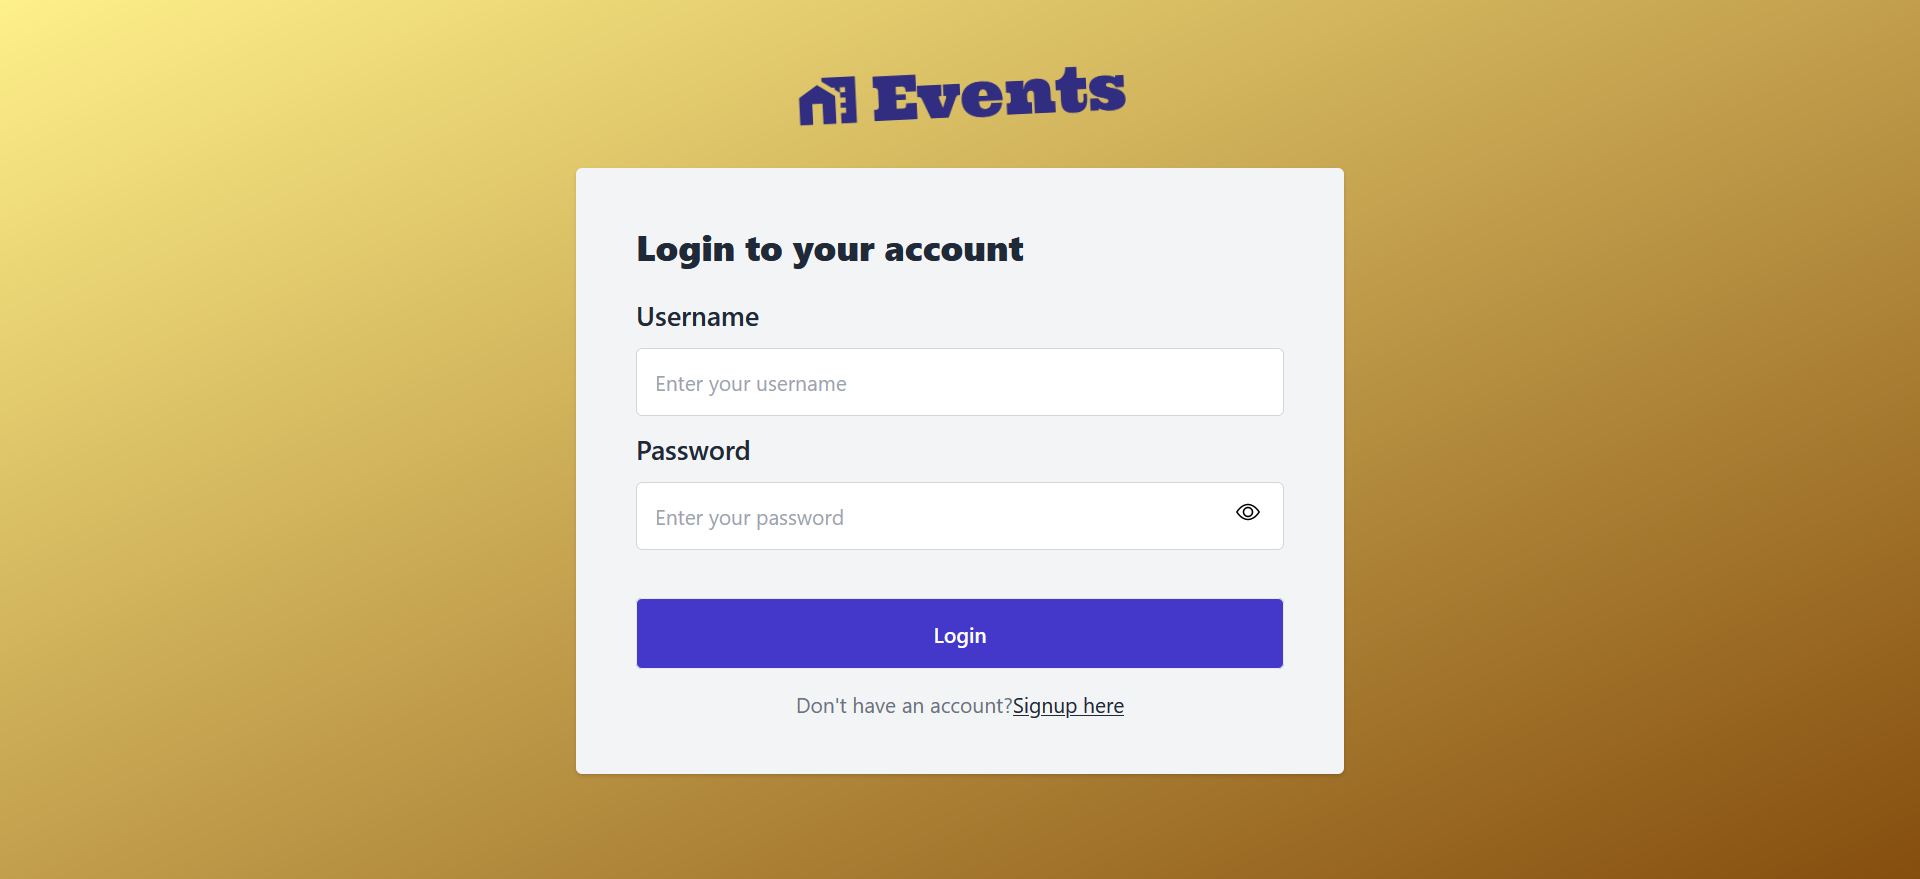 Events
Login to your account
Username
Enter your username
Password
Enter your password
Login
Don't have an account?Signup here